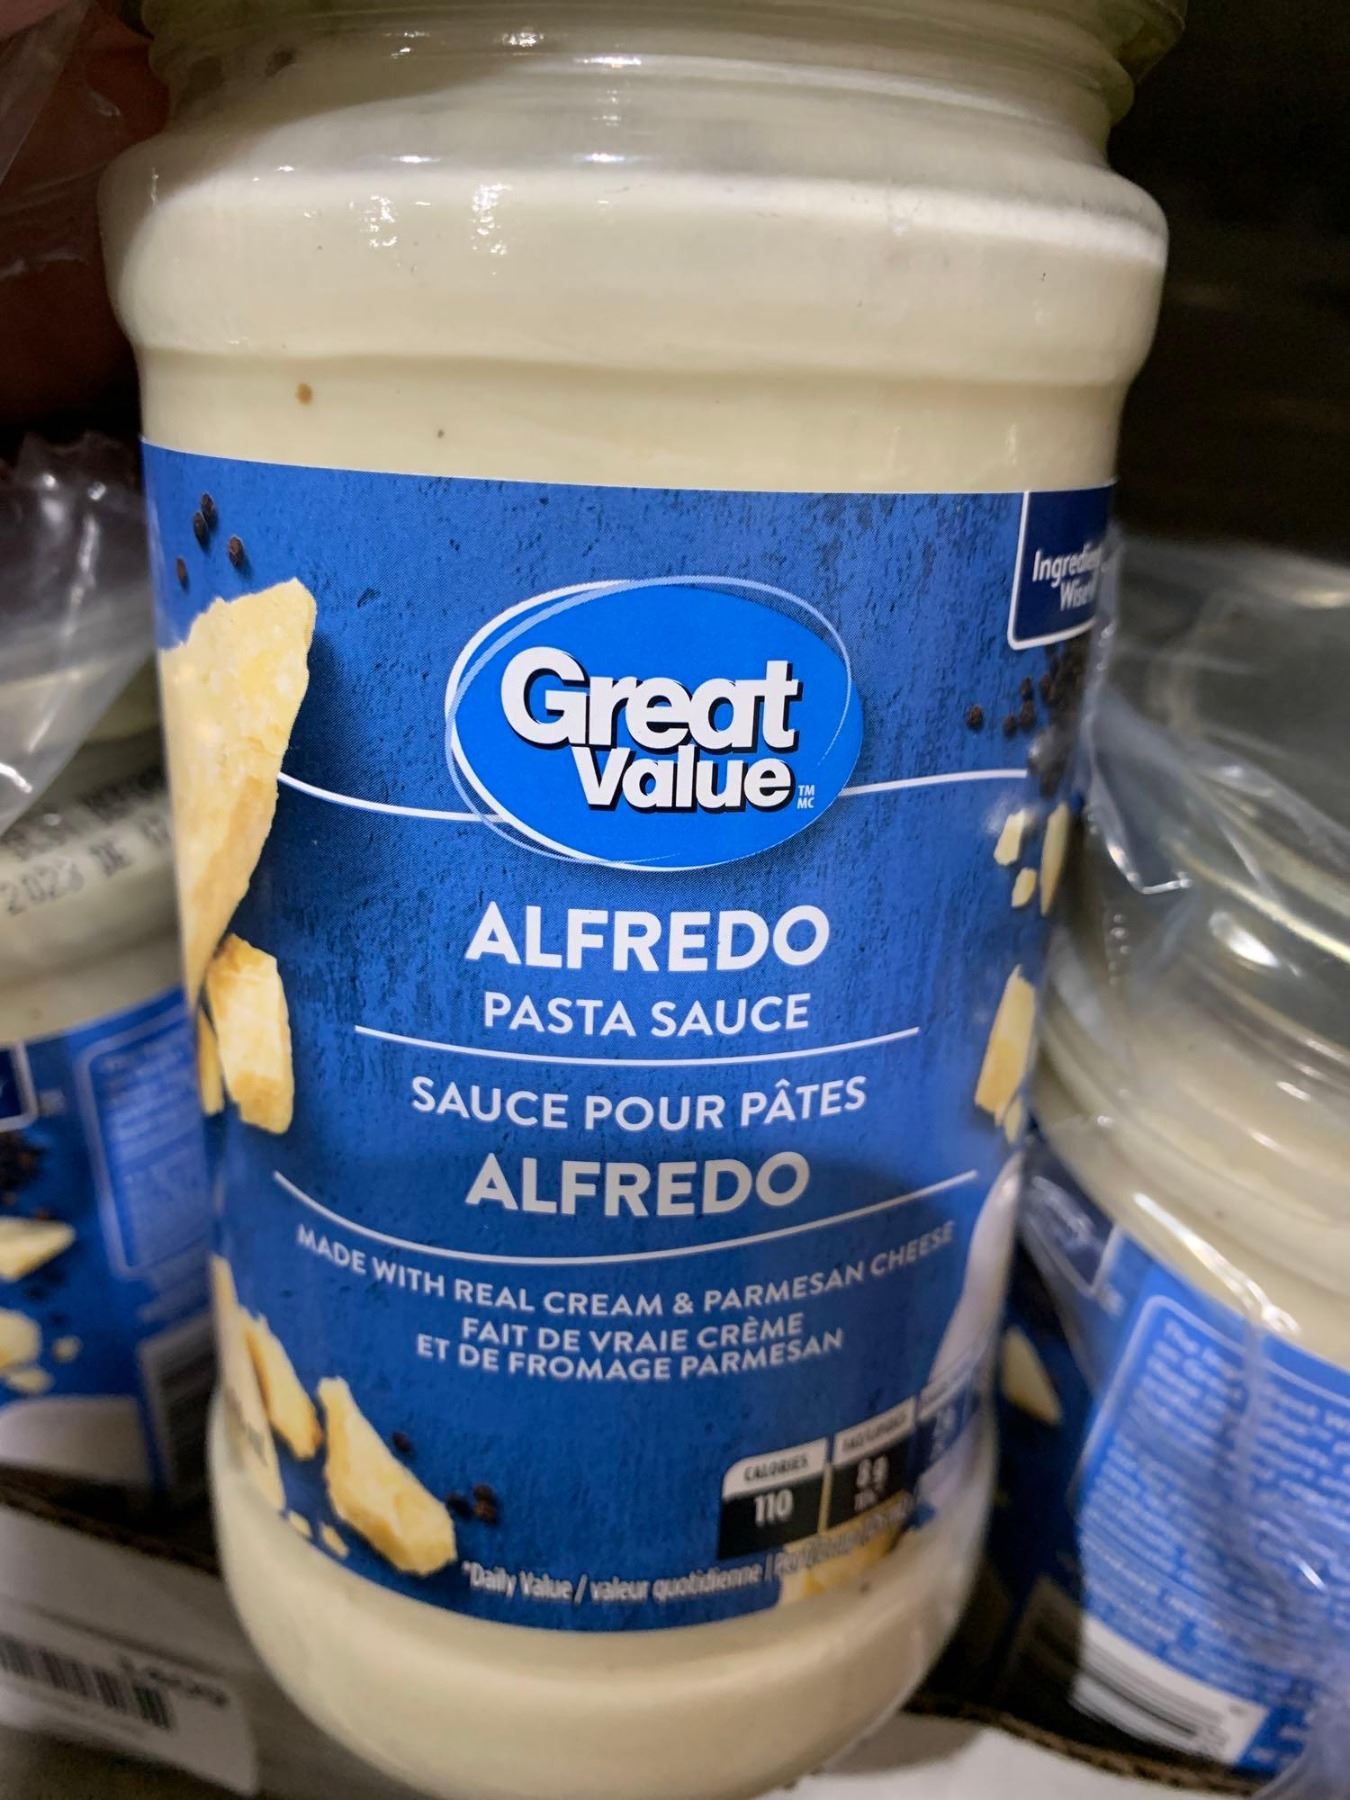 Great
Value
TM
MC
ALFREDO
PASTA SAUCE
SAUCE POUR PÂTES
ALFREDO
MADE WITH REAL CREAM & PARMESAN CHEESE
FAIT DE VRAIE CRÈME
ET DE FROMAGE PARMESAN
CALORIES
110
*Daily Value / valeur quotidienne |
2023